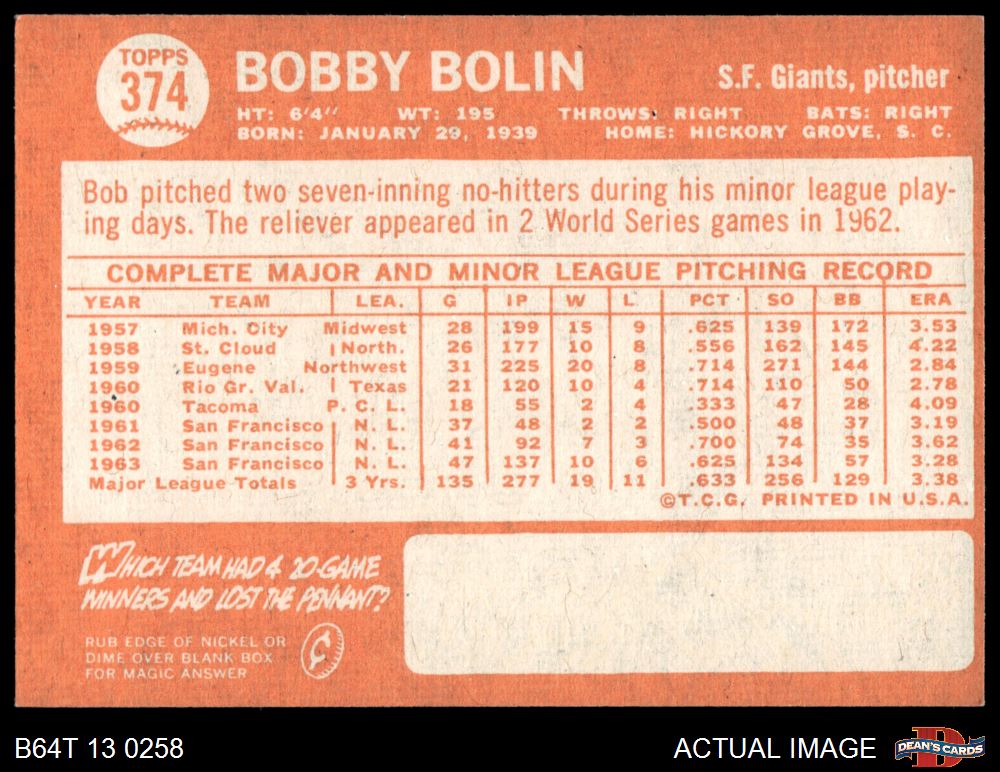 TOPPS
374
BOBBY BOLIN
S.F. Giants, pitcher
HT: 6'4'' WT: 195 THROWS: RIGHT BATS: RIGHT
BORN: JANUARY 29, 1939 HOME: HICKORY GROVE, S. C.
Bob pitched two seven-inning no-hitters during his minor league play-
ing days. The reliever appeared in 2 World Series games in 1962.
COMPLETE MAJOR AND MINOR LEAGUE PITCHING RECORD
YEAR TEAM LEA. G IP W L PCT SO BB ERA
1957 Mich. City Midwest 28 199 15 9 .625 139 172 3.53
1958 St. Cloud North. 26 177 10 8 .556 162 145 4.22
1959 Eugene Northwest 31 225 20 8 .714 271 144 2.84
1960 Rio Gr. Val. Texas 21 120 10 4 .714 110 50 2.78
1960 Tacoma P. C. L. 18 55 2 4 .333 47 28 4.09
1961 San Francisco N. L. 37 48 2 2 .500 48 37 3.19
1962 San Francisco N. L. 41 92 7 3 .700 74 35 3.62
1963 San Francisco N. L. 47 137 10 6 .625 134 57 3.28
Major League Totals 3 Yrs. 135 277 19 11 .633 256 129 3.38
©T.C.G. PRINTED IN U.S.A.
WHICH TEAM HAD 4 20-GAME
WINNERS AND LOST THE PENNANT?
RUB EDGE OF NICKEL OR
DIME OVER BLANK BOX
FOR MAGIC ANSWER
¢
B64T 13 0258
ACTUAL IMAGE
DEAN'S CARDS